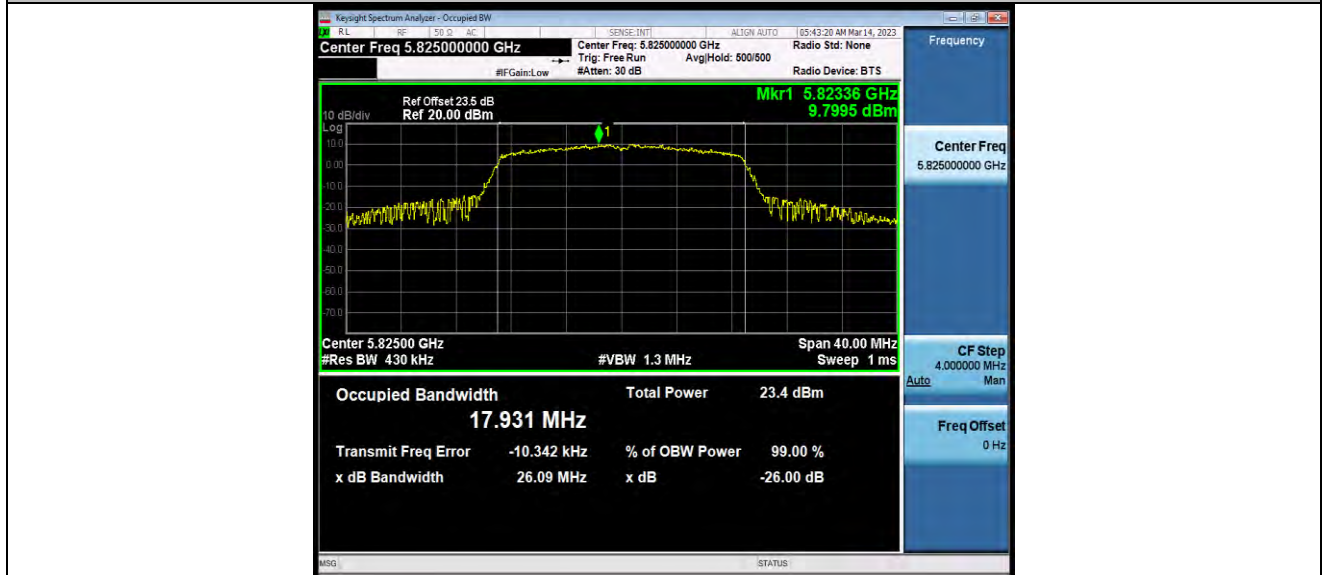 Keysight Spectrum Analyzer - Occupied BW
RL RF 50 Ω AC SENSE:INT ALIGN AUTO 05:43:20 AM Mar 14, 2023
Center Freq 5.825000000 GHz
Center Freq: 5.825000000 GHz
Radio Std: None
Trig: Free Run Avg|Hold: 500/500
#IFGain:Low
#Atten: 30 dB
Radio Device: BTS
Frequency
Mkr1 5.82336 GHz
9.7995 dBm
Ref Offset 23.5 dB
10 dB/div Ref 20.00 dBm
Log
1
10.0
0.00
-10.0
-20.0
-30.0
-40.0
-50.0
-60.0
-70.0
Center 5.82500 GHz
Span 40.00 MHz
#Res BW 430 kHz
#VBW 1.3 MHz
Sweep 1 ms
Occupied Bandwidth
17.931 MHz
Total Power 23.4 dBm
Transmit Freq Error -10.342 kHz
% of OBW Power 99.00 %
x dB Bandwidth 26.09 MHz
x dB -26.00 dB
Center Freq
5.825000000 GHz
CF Step
4.000000 MHz
Auto Man
Freq Offset
0 Hz
MSG
STATUS